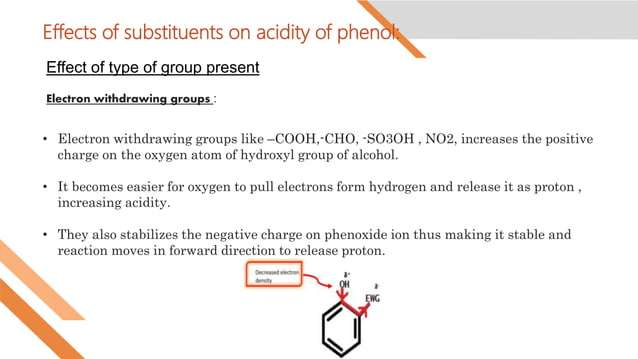 Effects of substituents on acidity of phenol:
Effect of type of group present
Electron withdrawing groups :
• Electron withdrawing groups like –COOH,-CHO, -SO3OH , NO2, increases the positive
charge on the oxygen atom of hydroxyl group of alcohol.
• It becomes easier for oxygen to pull electrons form hydrogen and release it as proton ,
increasing acidity.
• They also stabilizes the negative charge on phenoxide ion thus making it stable and
reaction moves in forward direction to release proton.
Decreased electron
density
OH
EWG